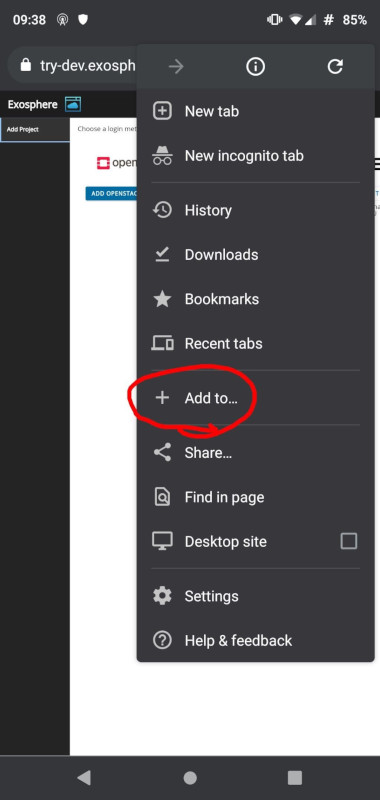 09:38 # 85%
try-dev.exosph
Exosphere
Add Project
Choose a login met
open
ADD OPENSTAC
New tab
New incognito tab
History
Downloads
Bookmarks
Recent tabs
Add to...
Share...
Find in page
Desktop site
Settings
Help & feedback